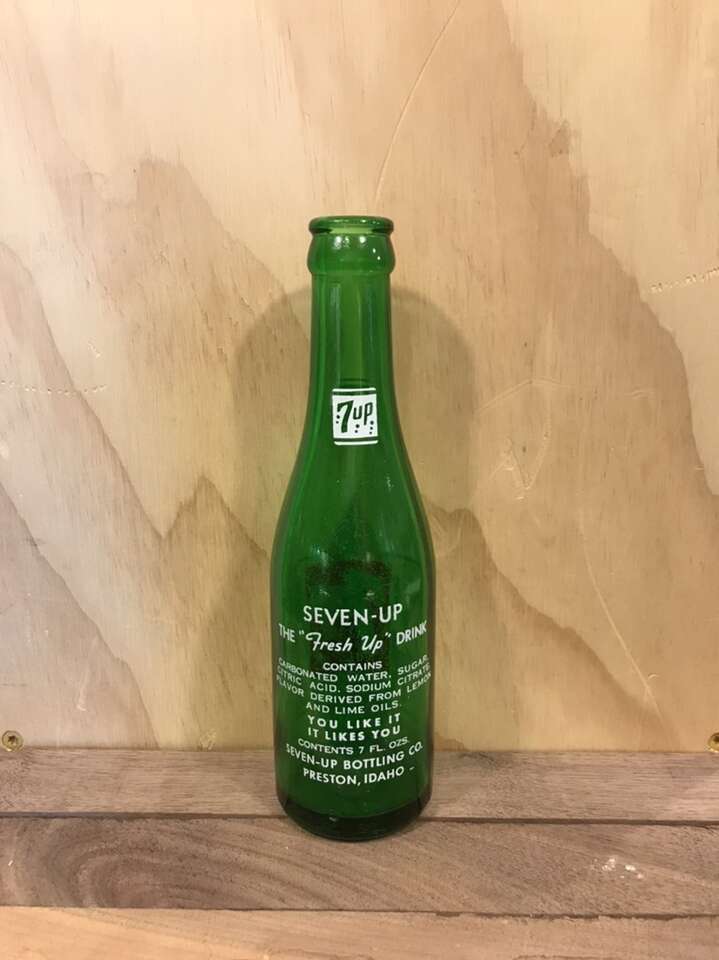 7up
SEVEN-UP
THE "Fresh Up" DRINK
CONTAINS
CARBONATED WATER, SUGAR,
CITRIC ACID, SODIUM CITRATE,
FLAVOR DERIVED FROM LEMON
AND LIME OILS.
YOU LIKE IT
IT LIKES YOU
CONTENTS 7 FL. OZS.
SEVEN-UP BOTTLING CO.
PRESTON, IDAHO -